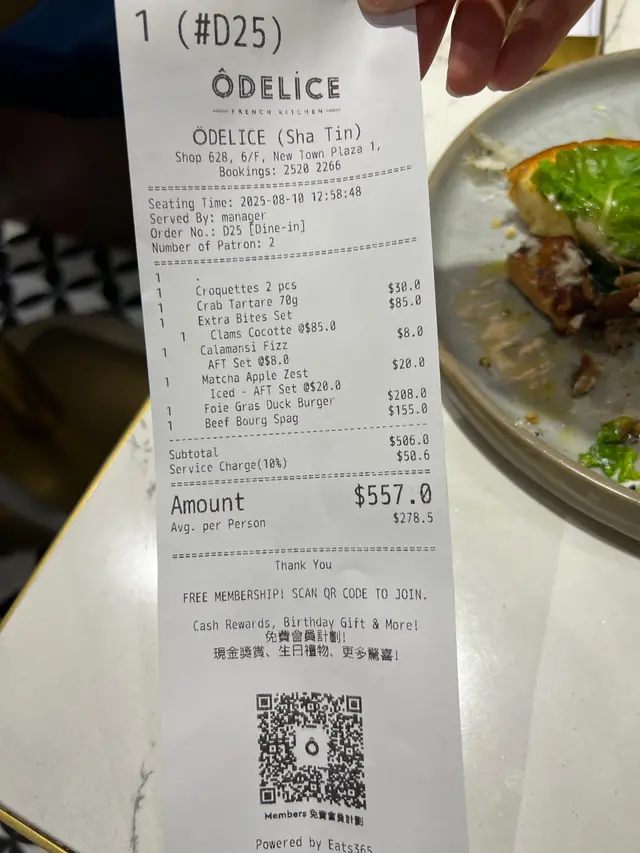 1 (#D25)
ÔDELICE
FRENCH KITCHEN
ÖDELICE (Sha Tin)
Shop 628, 6/F, New Town Plaza 1,
Bookings: 2520 2266
Seating Time: 2025-08-10 12:58:48
Served By: manager
Order No.: D25 [Dine-in]
Number of Patron: 2
1 .
1 Croquettes 2 pcs $30.0
1 Crab Tartare 70g $85.0
1 Extra Bites Set
1 Clams Cocotte @$85.0
1 Calamansi Fizz $8.0
AFT Set @$8.0
1 Matcha Apple Zest $20.0
Iced - AFT Set @$20.0
1 Foie Gras Duck Burger $208.0
1 Beef Bourg Spag $155.0
Subtotal $506.0
Service Charge(10%) $50.6
Amount $557.0
Avg. per Person $278.5
Thank You
FREE MEMBERSHIP! SCAN QR CODE TO JOIN.
Cash Rewards, Birthday Gift & More!
免費會員計劃!
現金獎賞、生日禮物、更多驚喜!
Members 免費會員計劃
Powered by Eats365